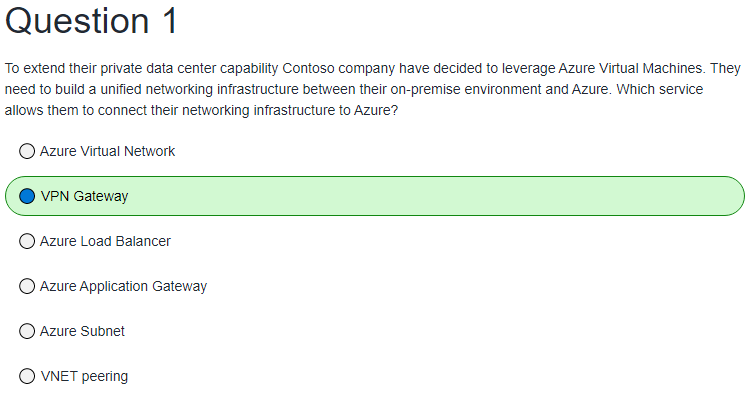 Question 1
To extend their private data center capability Contoso company have decided to leverage Azure Virtual Machines. They
need to build a unified networking infrastructure between their on-premise environment and Azure. Which service
allows them to connect their networking infrastructure to Azure?
Azure Virtual Network
VPN Gateway
Azure Load Balancer
Azure Application Gateway
Azure Subnet
VNET peering